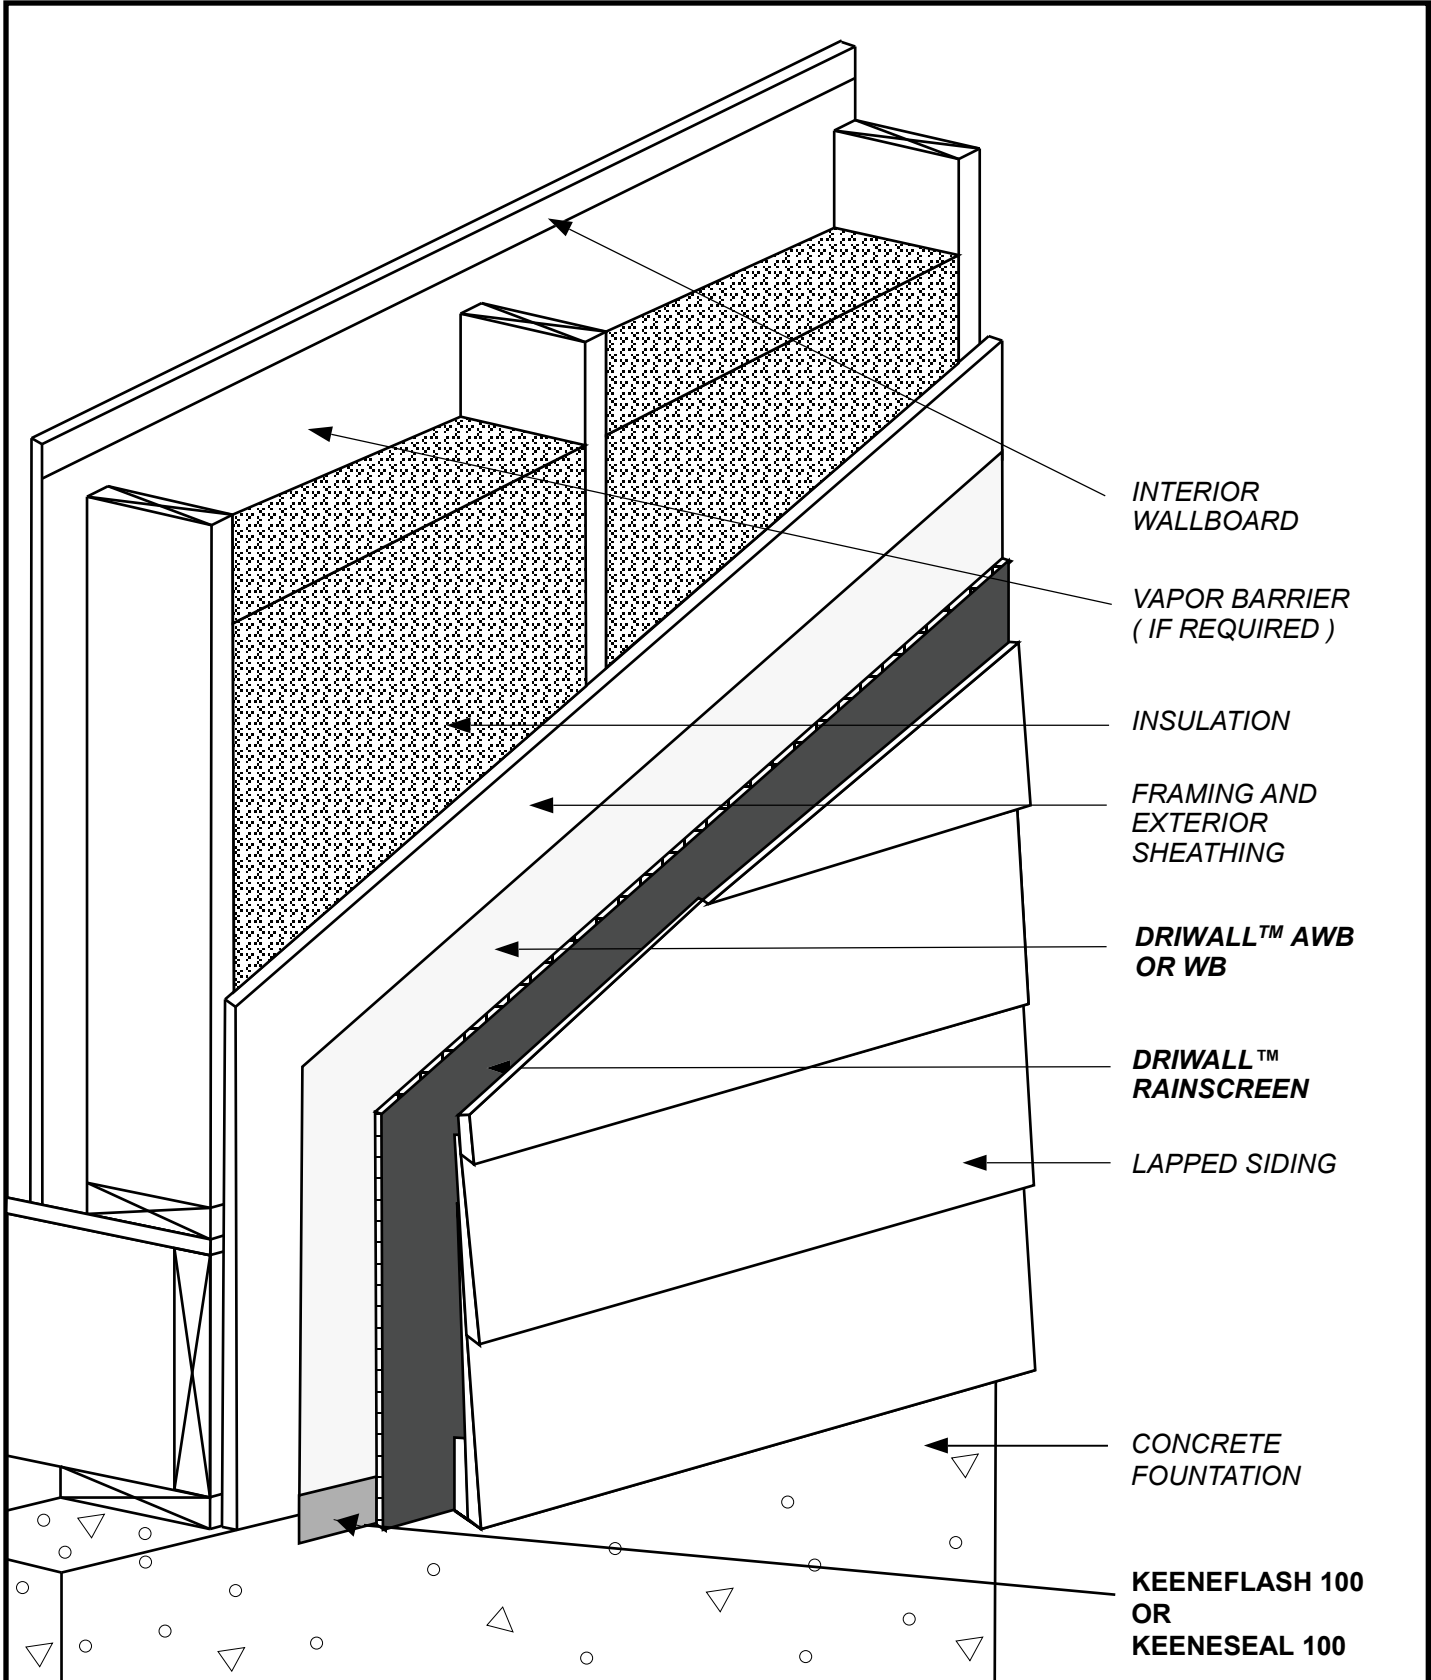 INTERIOR
WALLBOARD
VAPOR BARRIER
( IF REQUIRED )
INSULATION
FRAMING AND
EXTERIOR
SHEATHING
DRIWALL™ AWB
OR WB
DRIWALL™
RAINSCREEN
LAPPED SIDING
CONCRETE
FOUNTATION
KEENEFLASH 100
OR
KEENESEAL 100